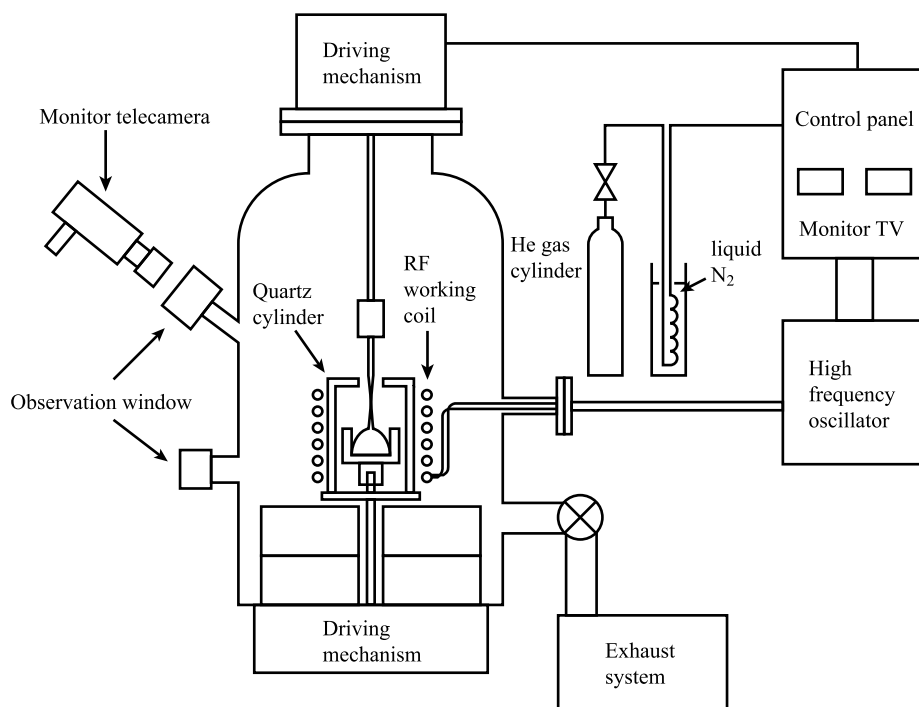 Driving
mechanism
Monitor telecamera
Control panel
Monitor TV
He gas
cylinder
liquid
N₂
RF
working
coil
Quartz
cylinder
High
frequency
oscillator
Observation window
Driving
mechanism
Exhaust
system